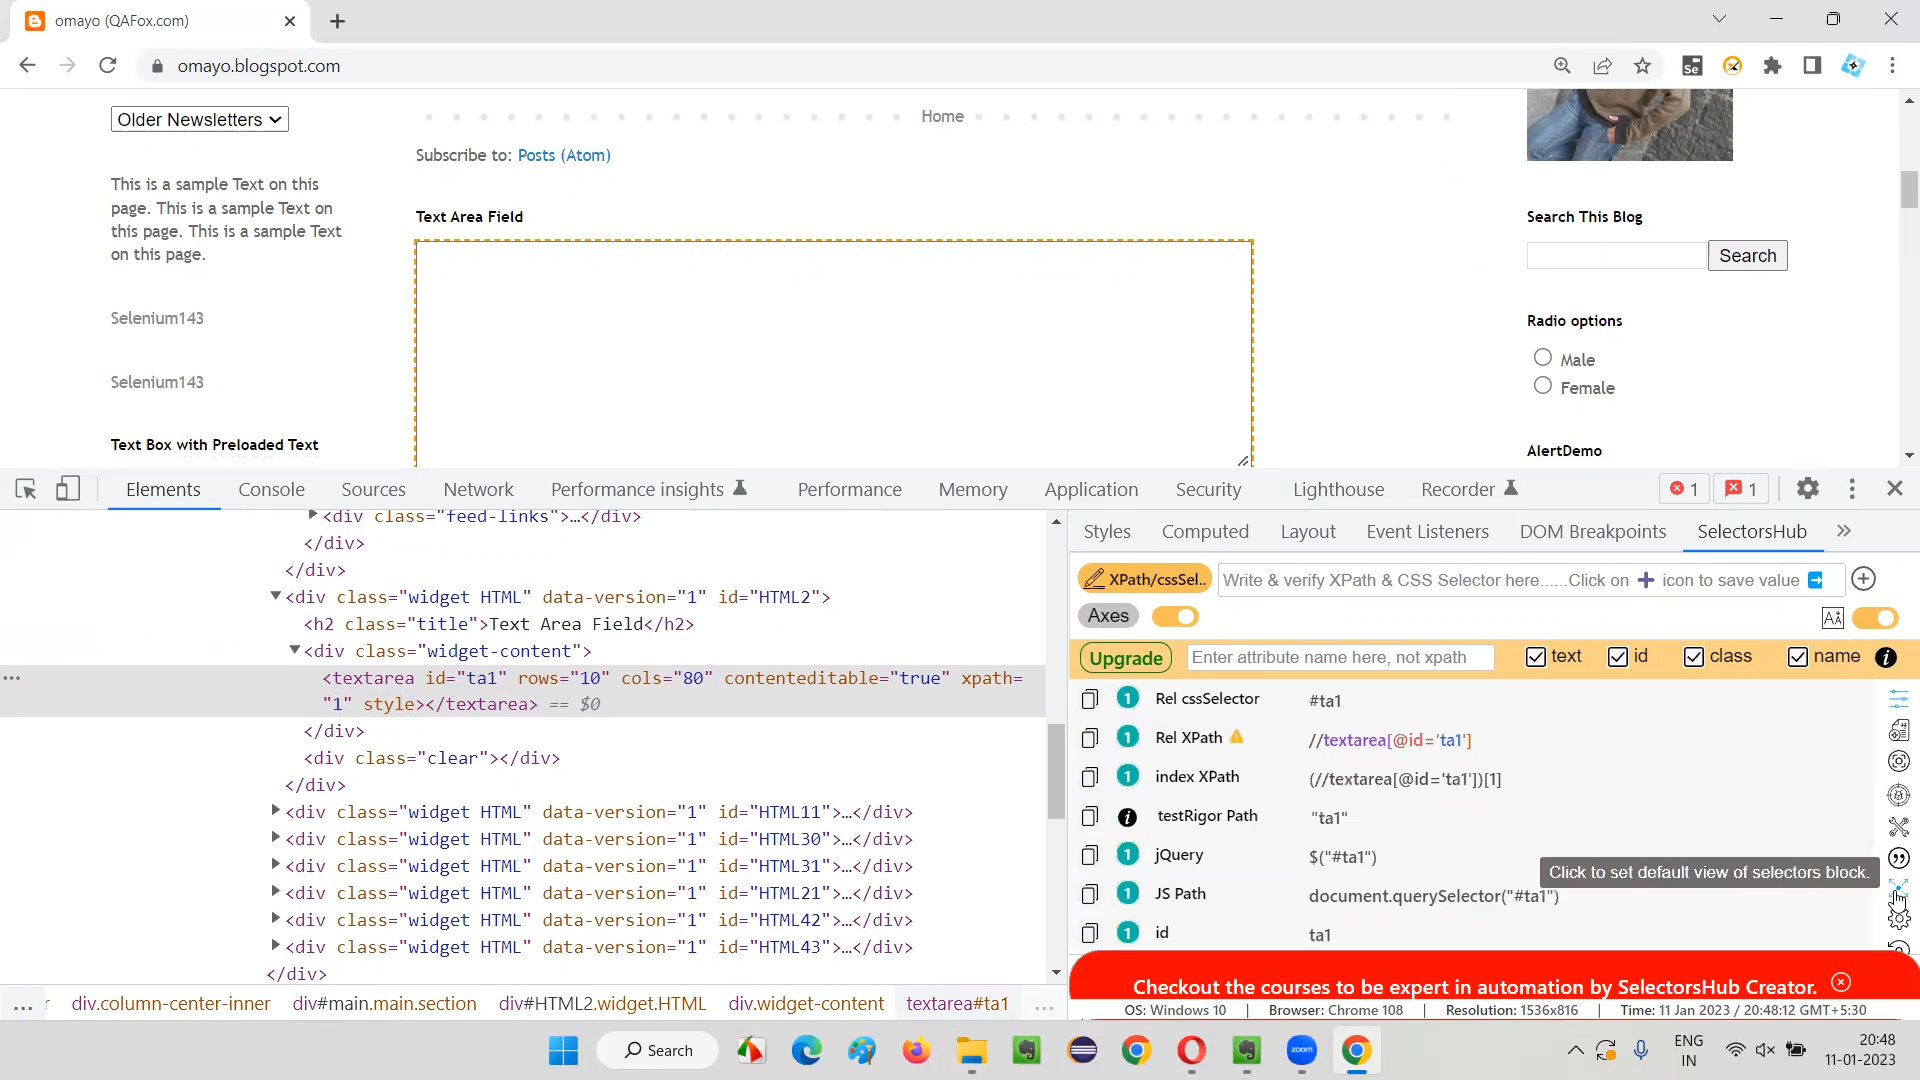 omayo (QAFox.com)
omayo.blogspot.com
Older Newsletters
Home
Subscribe to: Posts (Atom)
This is a sample Text on this
page. This is a sample Text on
this page. This is a sample Text
on this page.
Text Area Field
Search This Blog
Search
Selenium143
Radio options
Male
Selenium143
Female
Text Box with Preloaded Text
AlertDemo
Elements Console Sources Network Performance insights Performance Memory Application Security Lighthouse Recorder 1 1
<div class="feed-links">…</div>
</div>
</div>
<div class="widget HTML" data-version="1" id="HTML2">
<h2 class="title">Text Area Field</h2>
<div class="widget-content">
<textarea id="ta1" rows="10" cols="80" contenteditable="true" xpath=
"1" style></textarea> == $0
</div>
<div class="clear"></div>
</div>
<div class="widget HTML" data-version="1" id="HTML11">…</div>
<div class="widget HTML" data-version="1" id="HTML30">…</div>
<div class="widget HTML" data-version="1" id="HTML31">…</div>
<div class="widget HTML" data-version="1" id="HTML21">…</div>
<div class="widget HTML" data-version="1" id="HTML42">…</div>
<div class="widget HTML" data-version="1" id="HTML43">…</div>
</div>
... r div.column-center-inner div#main.main.section div#HTML2.widget.HTML div.widget-content textarea#ta1 ...
Styles Computed Layout Event Listeners DOM Breakpoints SelectorsHub
XPath/cssSel.. Write & verify XPath & CSS Selector here......Click on + icon to save value
Axes
Upgrade Enter attribute name here, not xpath text id class name
1 Rel cssSelector #ta1
1 Rel XPath //textarea[@id='ta1']
1 index XPath (//textarea[@id='ta1'])[1]
testRigor Path "ta1"
1 jQuery $("#ta1")
Click to set default view of selectors block.
1 JS Path document.querySelector("#ta1")
1 id ta1
Checkout the courses to be expert in automation by SelectorsHub Creator.
OS: Windows 10 | Browser: Chrome 108 | Resolution: 1536x816 | Time: 11 Jan 2023 / 20:48:12 GMT+5:30
Search
zoom
ENG
IN
20:48
11-01-2023